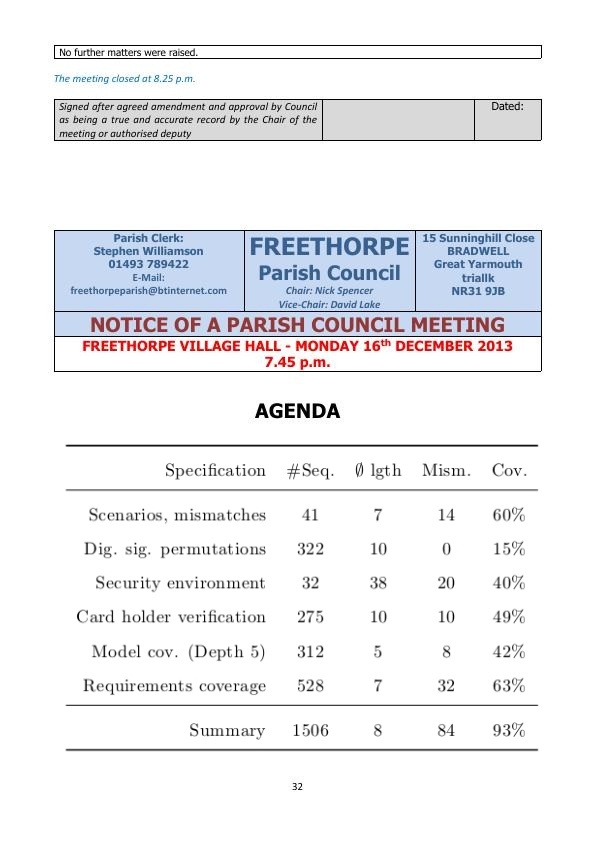 No further matters were raised.
The meeting closed at 8.25 p.m.
Signed after agreed amendment and approval by Council
as being a true and accurate record by the Chair of the
meeting or authorised deputy
Dated:
Parish Clerk:
Stephen Williamson
01493 789422
E-Mail:
freethorpeparish@btinternet.com
FREETHORPE
Parish Council
Chair: Nick Spencer
Vice-Chair: David Lake
15 Sunninghill Close
BRADWELL
Great Yarmouth
triallk
NR31 9JB
NOTICE OF A PARISH COUNCIL MEETING
FREETHORPE VILLAGE HALL - MONDAY 16th DECEMBER 2013
7.45 p.m.
AGENDA
Specification #Seq. Ø lgth Mism. Cov.
Scenarios, mismatches 41 7 14 60%
Dig. sig. permutations 322 10 0 15%
Security environment 32 38 20 40%
Card holder verification 275 10 10 49%
Model cov. (Depth 5) 312 5 8 42%
Requirements coverage 528 7 32 63%
Summary 1506 8 84 93%
32